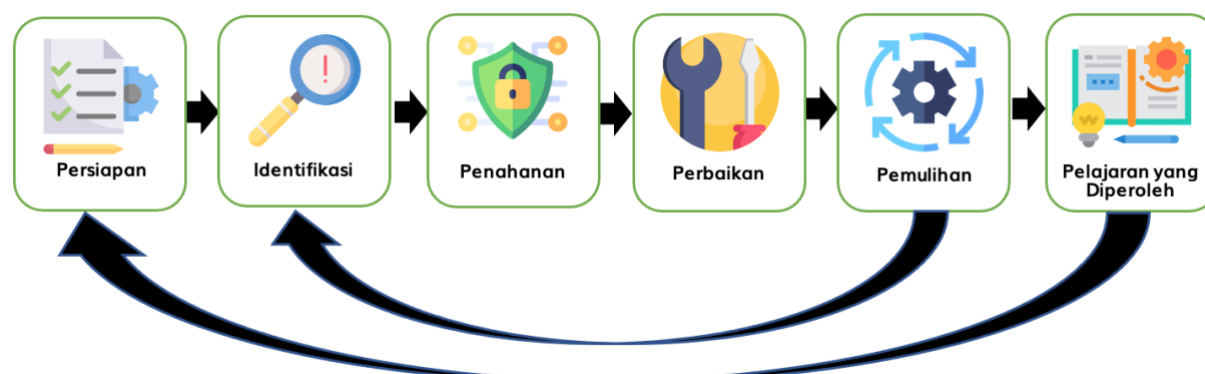 Persiapan
Identifikasi
Penahanan
Perbaikan
Pemulihan
Pelajaran yang
Diperoleh